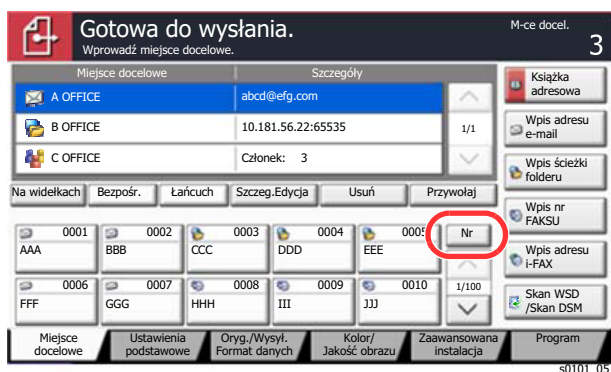 Gotowa do wysłania.
Wprowadź miejsce docelowe.
M-ce docel.
3
Miejsce docelowe Szczegóły
A OFFICE abcd@efg.com
B OFFICE 10.181.56.22:65535 1/1
C OFFICE Członek: 3
Książka
adresowa
Wpis adresu
e-mail
Wpis ścieżki
folderu
Wpis nr
FAKSU
Wpis adresu
i-FAX
Skan WSD
/Skan DSM
Na widełkach Bezpośr. Łańcuch Szczeg.Edycja Usuń Przywołaj
0001 0002 0003 0004 0005 Nr
AAA BBB CCC DDD EEE
0006 0007 0008 0009 0010 1/100
FFF GGG HHH III JJJ
Miejsce
docelowe
Ustawienia
podstawowe
Oryg./Wysył.
Format danych
Kolor/
Jakość obrazu
Zaawansowana
instalacja
Program
s0101_05